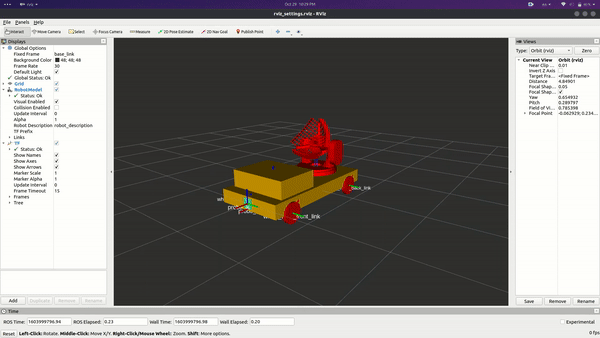 rviz
Oct 29 10:29 PM
rviz_settings.rviz - RViz
File Panels Help
Interact Move Camera Select Focus Camera Measure 2D Pose Estimate 2D Nav Goal Publish Point
Displays
Global Options
Fixed Frame base_link
Background Color 48; 48; 48
Frame Rate 30
Default Light
Global Status: Ok
Grid
RobotModel
Status: Ok
Visual Enabled
Collision Enabled
Update Interval 0
Alpha 1
Robot Description robot_description
TF Prefix
Links
TF
Status: Ok
Show Names
Show Axes
Show Arrows
Marker Scale 1
Marker Alpha 1
Update Interval 0
Frame Timeout 15
Frames
Tree
Add Duplicate Remove Rename
back_link
front_link
Views
Type: Orbit (rviz) Zero
Current View Orbit (rviz)
Near Clip ... 0.01
Invert Z Axis
Target Fra... <Fixed Frame>
Distance 4.84901
Focal Shap... 0.05
Focal Shap...
Yaw 0.654932
Pitch 0.289797
Field of Vi... 0.785398
Focal Point -0.062929; 0.234...
Save Remove Rename
Time
ROS Time: 1603999796.94 ROS Elapsed: 0.23 Wall Time: 1603999796.98 Wall Elapsed: 0.20 Experimental
Reset Left-Click: Rotate. Middle-Click: Move X/Y. Right-Click/Mouse Wheel: Zoom. Shift: More options. 0 fps